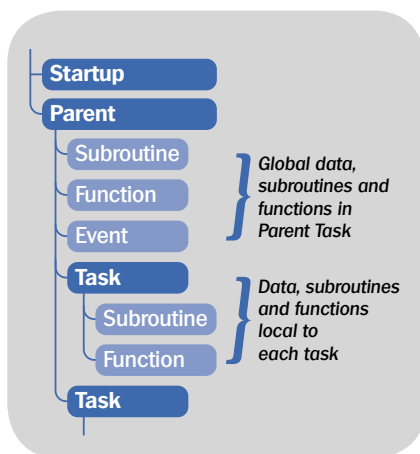 Startup
Parent
Subroutine
Function
Event
Global data,
subroutines and
functions in
Parent Task
Task
Subroutine
Function
Data, subroutines
and functions
local to
each task
Task